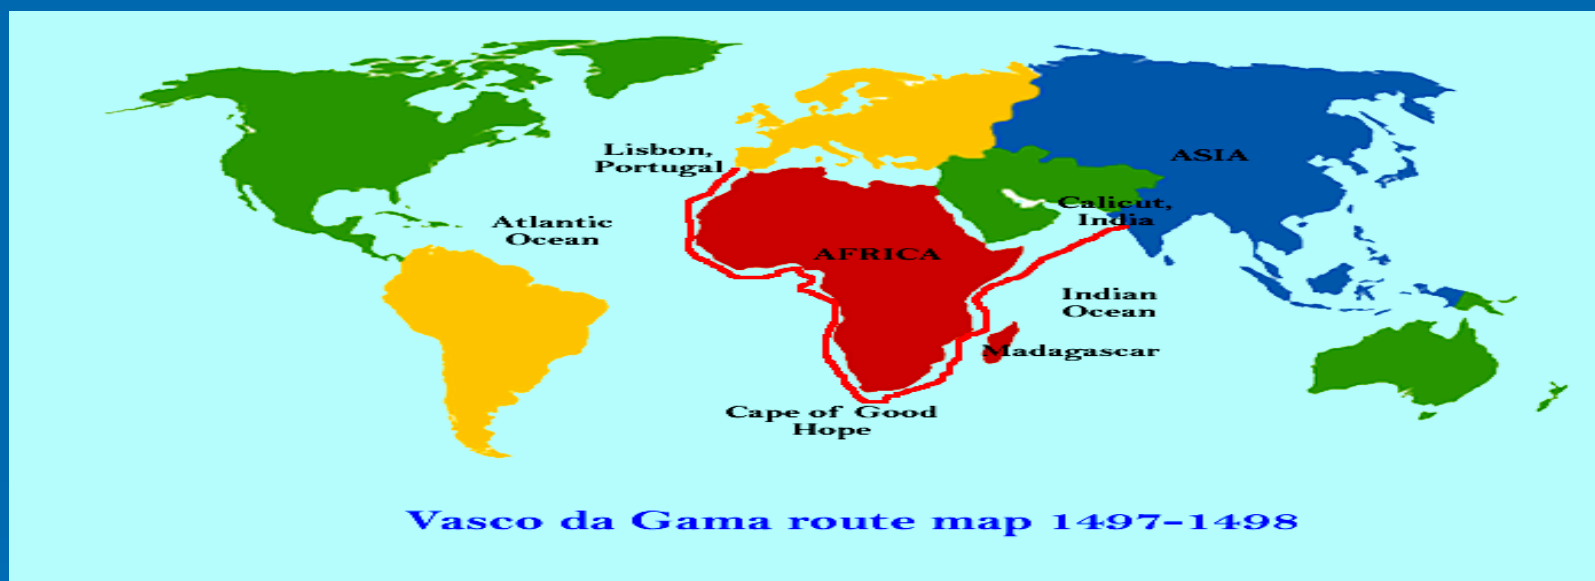 Lisbon,
Portugal
ASIA
Calicut,
India
Atlantic
Ocean
AFRICA
Indian
Ocean
Madagascar
Cape of Good
Hope
Vasco da Gama route map 1497-1498